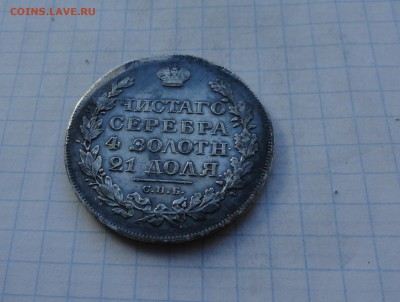 COINS.LAVE.RU
ЧИСТАГО
СЕРЕБРА
4 ЗОЛОТН.
21 ДОЛЯ.
С.П.Б.